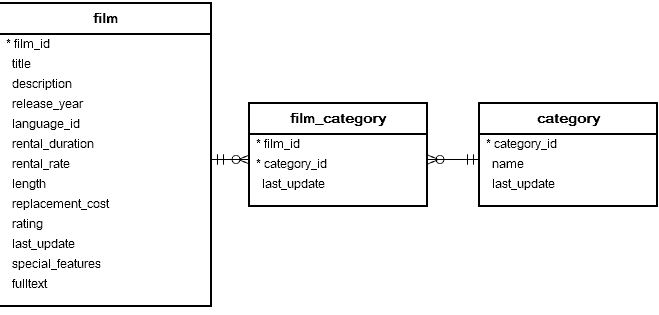 film
* film_id
title
description
release_year
language_id
rental_duration
rental_rate
length
replacement_cost
rating
last_update
special_features
fulltext
film_category
* film_id
* category_id
last_update
category
* category_id
name
last_update